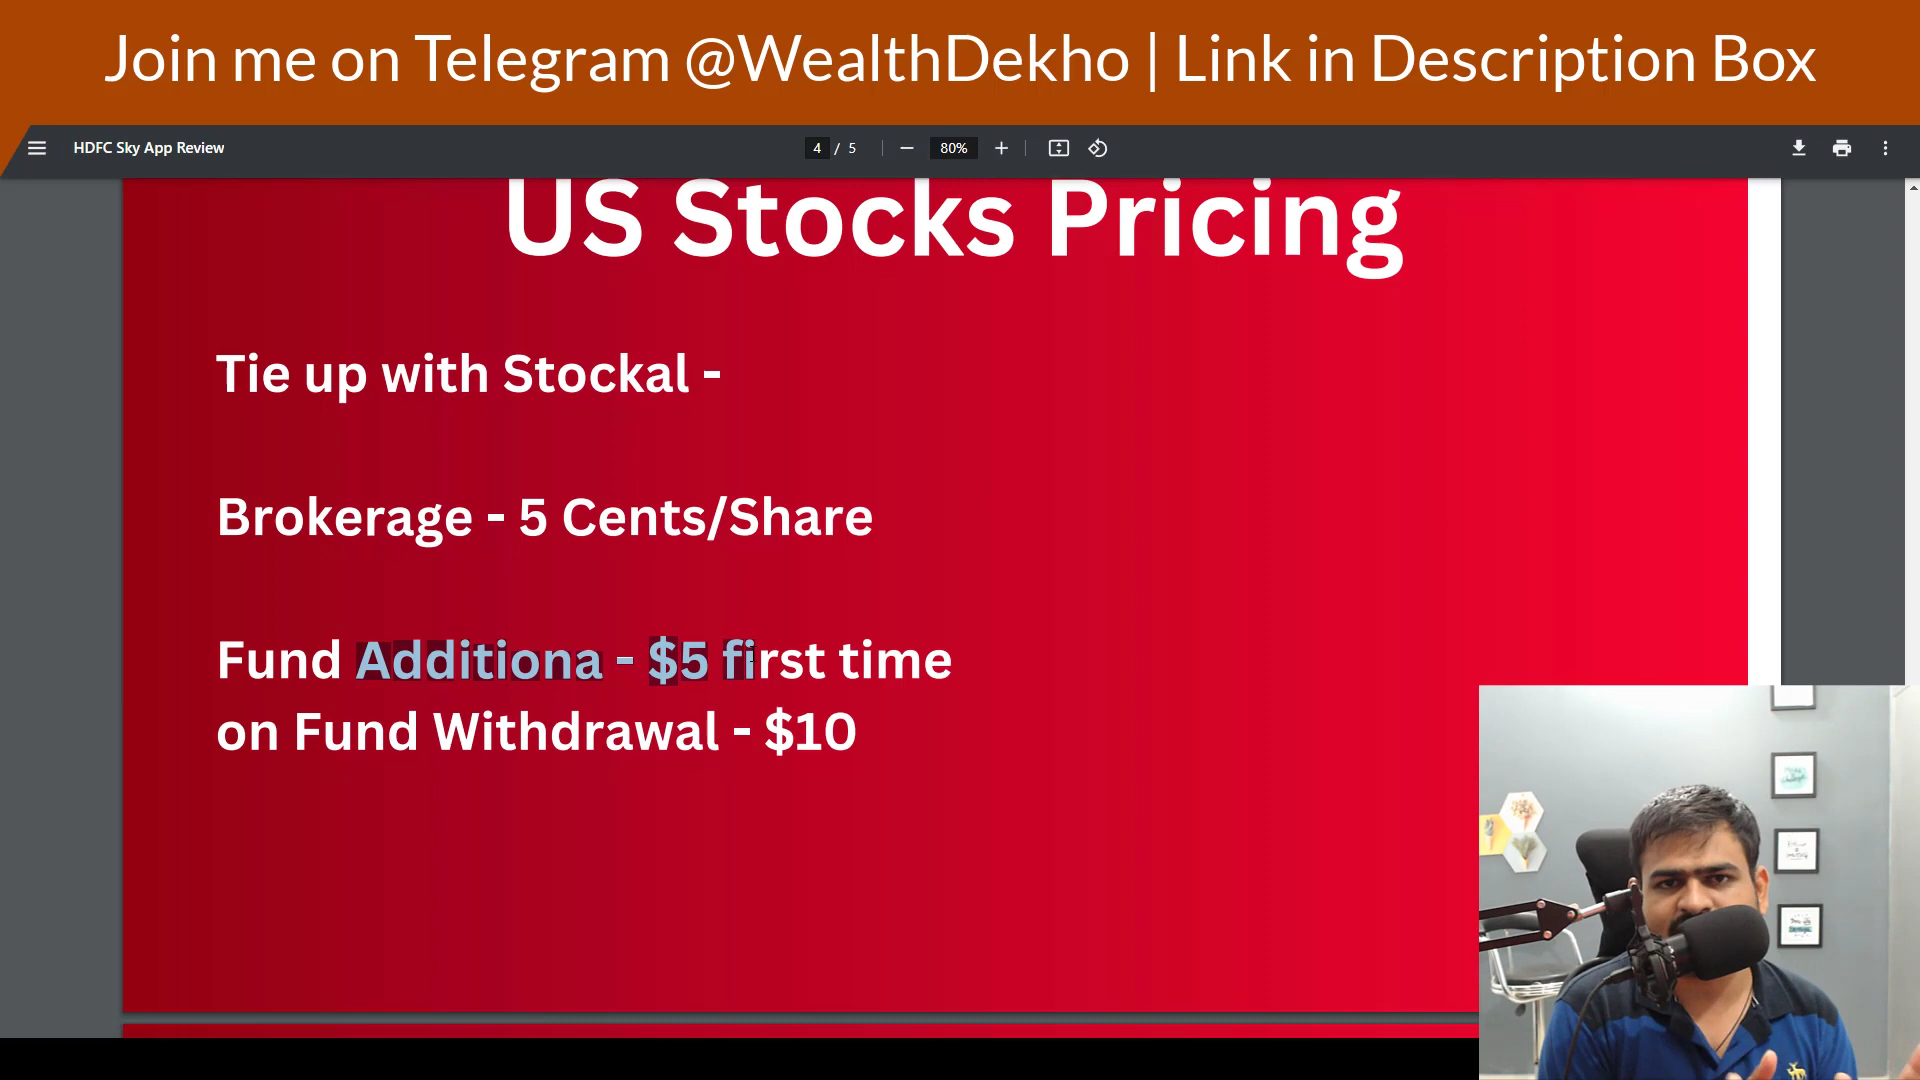 Join me on Telegram @WealthDekho | Link in Description Box
HDFC Sky App Review
4 / 5
80%
US Stocks Pricing
Tie up with Stockal -
Brokerage - 5 Cents/Share
Fund Additiona - $5 first time
on Fund Withdrawal - $10